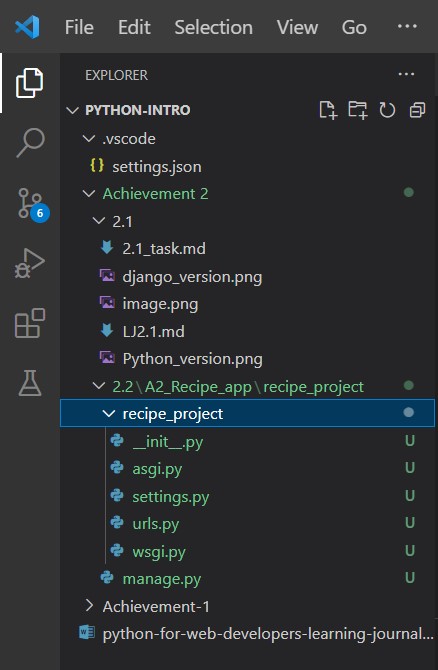 File Edit Selection View Go ...
EXPLORER ...
PYTHON-INTRO
.vscode
{} settings.json
Achievement 2
2.1
2.1_task.md
django_version.png
image.png
LJ2.1.md
Python_version.png
2.2\A2_Recipe_app\recipe_project
recipe_project
__init__.py U
asgi.py U
settings.py U
urls.py U
wsgi.py U
manage.py U
Achievement-1
python-for-web-developers-learning-journal...
6